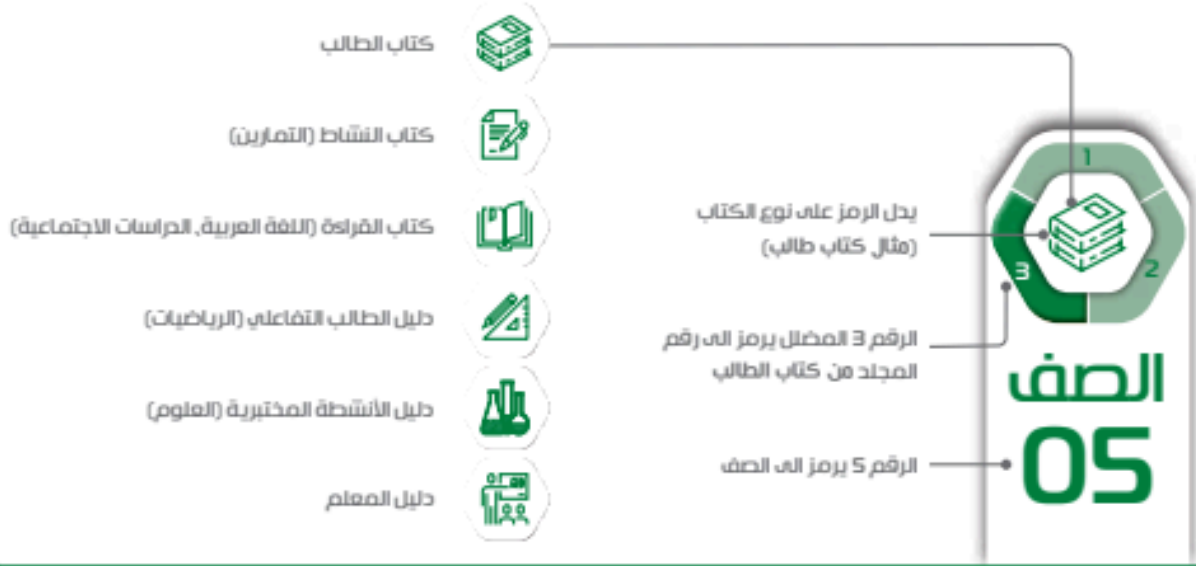 1
2
3
الصف
05
يدل الرمز على نوع الكتاب
(مثال كتاب طالب)
الرقم 3 المضلل يرمز الى رقم
المجلد من كتاب الطالب
الرقم 5 يرمز الى الصف
كتاب الطالب
كتاب النشاط (التمارين)
كتاب القراءة (اللغة العربية, الدراسات الاجتماعية)
دليل الطالب التفاعلي (الرياضيات)
دليل الأنشطة المختبرية (العلوم)
دليل المعلم